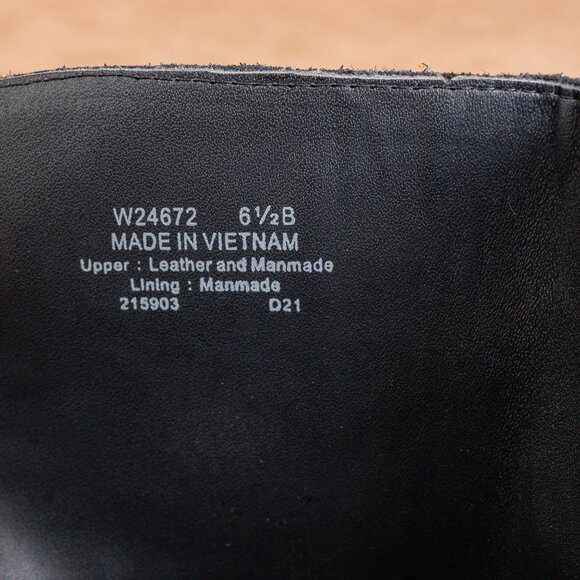 W24672 6½B
MADE IN VIETNAM
Upper : Leather and Manmade
Lining : Manmade
215903 D21